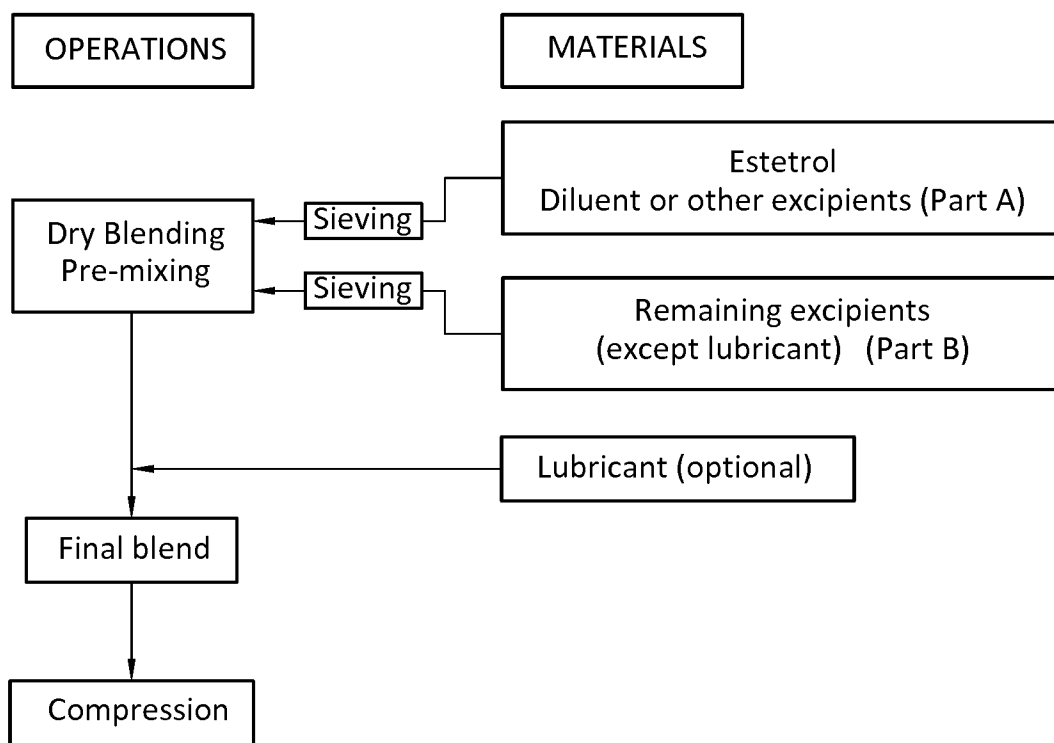 OPERATIONS
MATERIALS
Estetrol
Diluent or other excipients (Part A)
Sieving
Dry Blending
Pre-mixing
Sieving
Remaining excipients
(except lubricant) (Part B)
Lubricant (optional)
Final blend
Compression